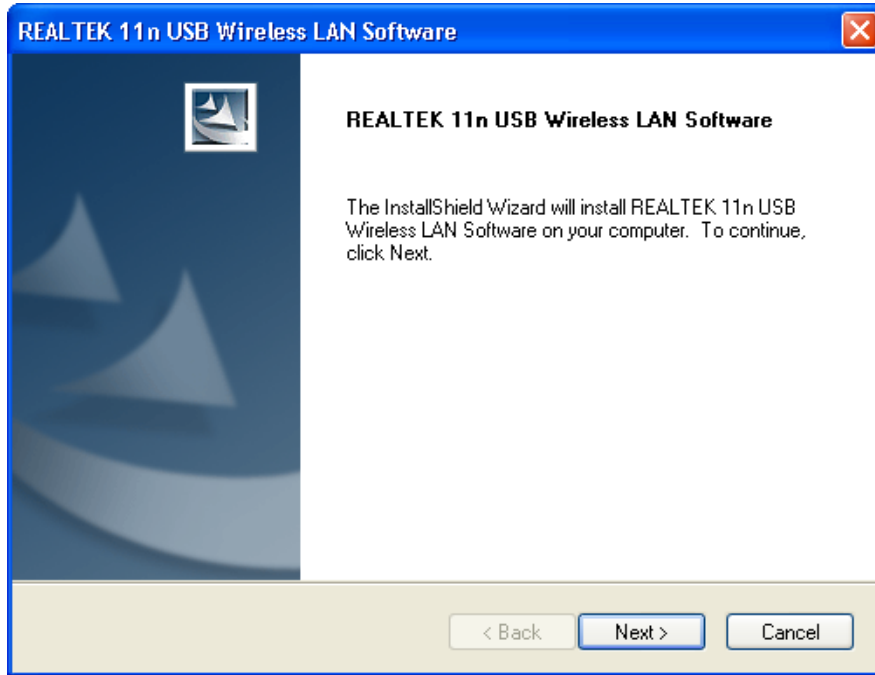 REALTEK 11n USB Wireless LAN Software
REALTEK 11n USB Wireless LAN Software
The InstallShield Wizard will install REALTEK 11n USB
Wireless LAN Software on your computer.  To continue,
click Next.
< Back
Next >
Cancel